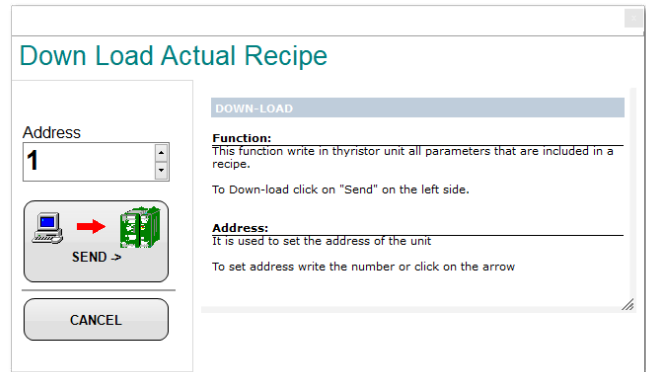 Down Load Actual Recipe
Address
1
SEND ->
CANCEL
DOWN-LOAD
Function:
This function write in thyristor unit all parameters that are included in a
recipe.
To Down-load click on "Send" on the left side.
Address:
It is used to set the address of the unit
To set address write the number or click on the arrow